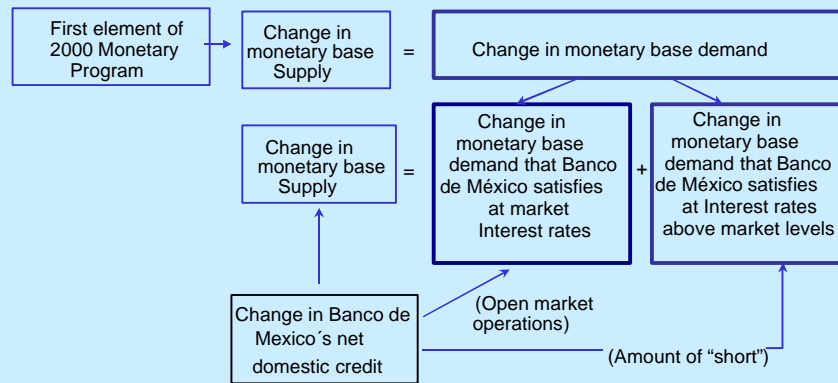 First element of
2000 Monetary
Program
Change in
monetary base
Supply
=
Change in monetary base demand
Change in
monetary base
Supply
=
Change in
monetary base
demand that Banco
de México satisfies
at market
Interest rates
+
Change in
monetary base
demand that Banco
de México satisfies
at Interest rates
above market levels
Change in Banco de
Mexico´s net
domestic credit
(Open market
operations)
(Amount of “short”)